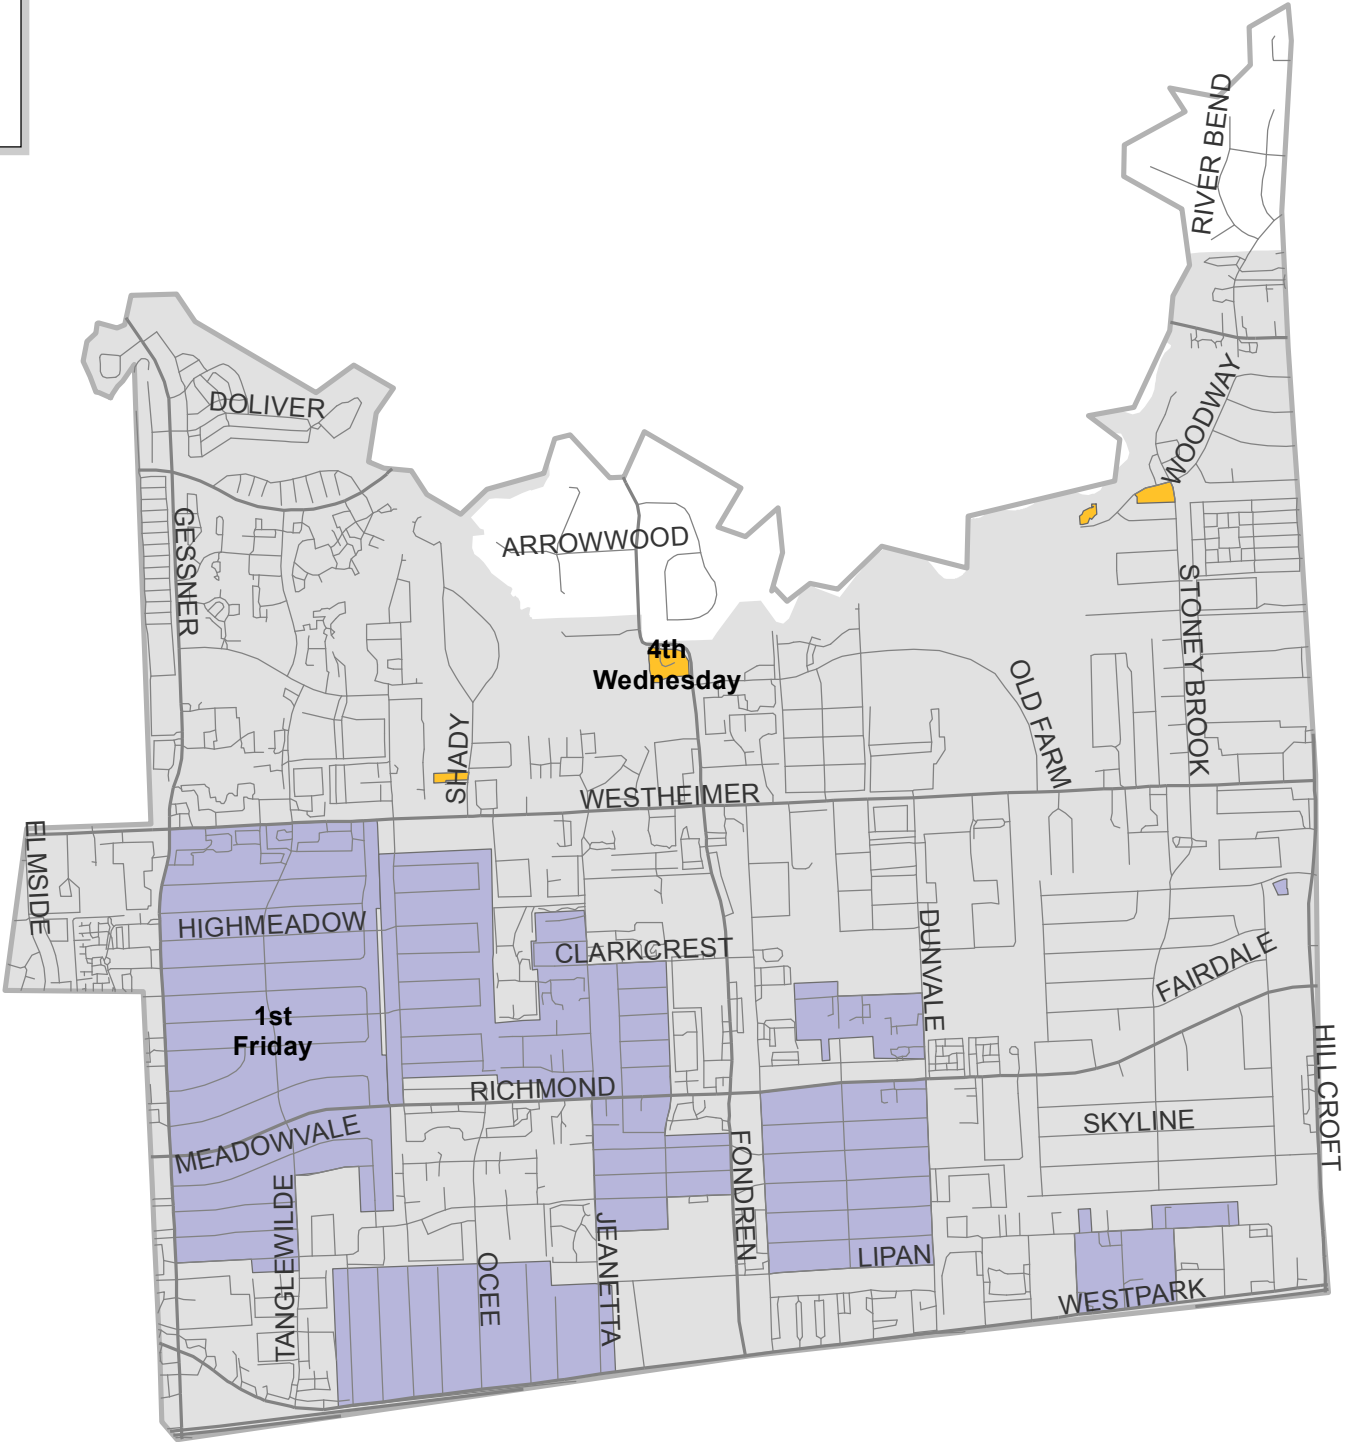 RIVER BEND
WOODWAY
DOLIVER
GESSNER
ARROWWOOD
STONEY BROOK
4th
Wednesday
OLD FARM
SHADY
WESTHEIMER
ELMSIDE
HIGHMEADOW
CLARKCREST
DUNVALE
FAIRDALE
1st
Friday
RICHMOND
HILLCROFT
MEADOWVALE
SKYLINE
TANGLEWILDE
FONDREN
JEANETTA
OCEE
LIPAN
WESTPARK